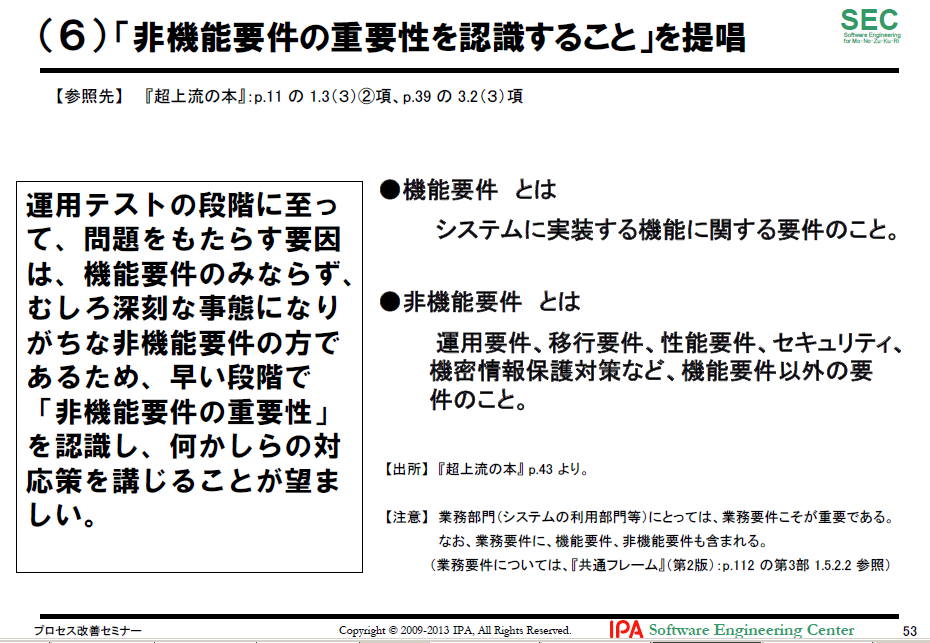 （６）「非機能要件の重要性を認識すること」を提唱
SEC
Software Engineering
for Mo・No・Zu・Ku・Ri
【参照先】 『超上流の本』：p.11 の 1.3（3）②項、p.39 の 3.2（3）項
運用テストの段階に至っ
て、問題をもたらす要因
は、機能要件のみならず、
むしろ深刻な事態になり
がちな非機能要件の方で
あるため、早い段階で
「非機能要件の重要性」
を認識し、何かしらの対
応策を講じることが望ま
しい。
●機能要件 とは
システムに実装する機能に関する要件のこと。
●非機能要件 とは
運用要件、移行要件、性能要件、セキュリティ、
機密情報保護対策など、機能要件以外の要
件のこと。
【出所】『超上流の本』 p.43 より。
【注意】 業務部門（システムの利用部門等）にとっては、業務要件こそが重要である。
なお、業務要件に、機能要件、非機能要件も含まれる。
（業務要件については、『共通フレーム』（第2版）：p.112 の第3部 1.5.2.2 参照）
プロセス改善セミナー
Copyright © 2009-2013 IPA, All Rights Reserved.
IPA Software Engineering Center
53